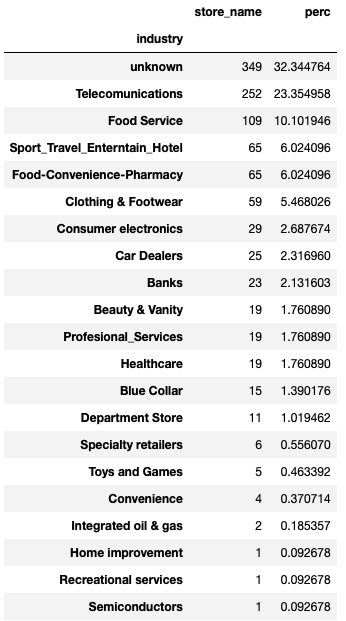 store_name perc
industry
unknown 349 32.344764
Telecomunications 252 23.354958
Food Service 109 10.101946
Sport_Travel_Enterntain_Hotel 65 6.024096
Food-Convenience-Pharmacy 65 6.024096
Clothing & Footwear 59 5.468026
Consumer electronics 29 2.687674
Car Dealers 25 2.316960
Banks 23 2.131603
Beauty & Vanity 19 1.760890
Profesional_Services 19 1.760890
Healthcare 19 1.760890
Blue Collar 15 1.390176
Department Store 11 1.019462
Specialty retailers 6 0.556070
Toys and Games 5 0.463392
Convenience 4 0.370714
Integrated oil & gas 2 0.185357
Home improvement 1 0.092678
Recreational services 1 0.092678
Semiconductors 1 0.092678